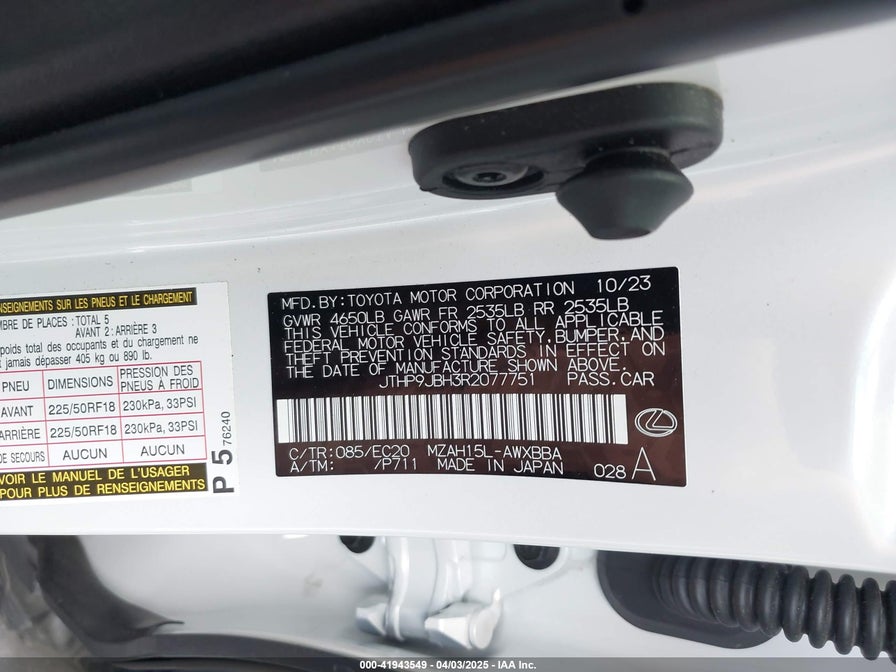 NSEIGNEMENTS SUR LES PNEUS ET LE CHARGEMENT
MBRE DE PLACES : TOTAL 5
AVANT 2 : ARRIÈRE 3
poids total des occupants et du chargement ne
t jamais dépasser 405 kg ou 890 lb.
PNEU DIMENSIONS PRESSION DES PNEUS À FROID
AVANT 225/50RF18 230kPa, 33PSI
ARRIÈRE 225/50RF18 230kPa, 33PSI
DE SECOURS AUCUN AUCUN
VOIR LE MANUEL DE L'USAGER
POUR PLUS DE RENSEIGNEMENTS
P 5 76240
MFD.BY: TOYOTA MOTOR CORPORATION 10/23
GVWR 4650LB GAWR FR 2535LB RR 2535LB
THIS VEHICLE CONFORMS TO ALL APPLICABLE
FEDERAL MOTOR VEHICLE SAFETY, BUMPER, AND
THEFT PREVENTION STANDARDS IN EFFECT ON
THE DATE OF MANUFACTURE SHOWN ABOVE.
JTHP9JBH3R2077751 PASS.CAR
C/TR: 085/EC20 MZAH15L-AWXBBA
A/TM: /P711 MADE IN JAPAN 028 A
000-41943549 - 04/03/2025 - IAA Inc.